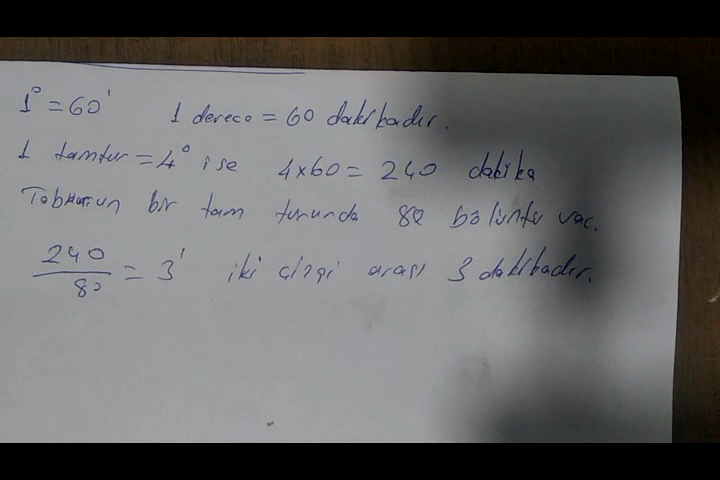 1° = 60' 1 derece = 60 dakikadır.
1 tamtur = 4° ise 4x60 = 240 dakika
Tamburun bir tam turunda 80 bölüntü var.
240/80 = 3' iki çizgi arası 3 dakikadır.